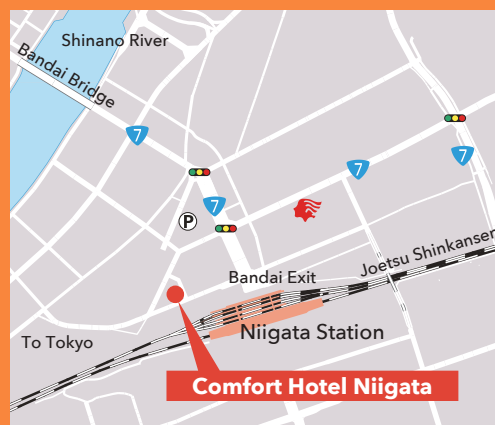 Shinano River
Bandai Bridge
7
7
7
7
P
Bandai Exit
Joetsu Shinkansen
Niigata Station
To Tokyo
Comfort Hotel Niigata